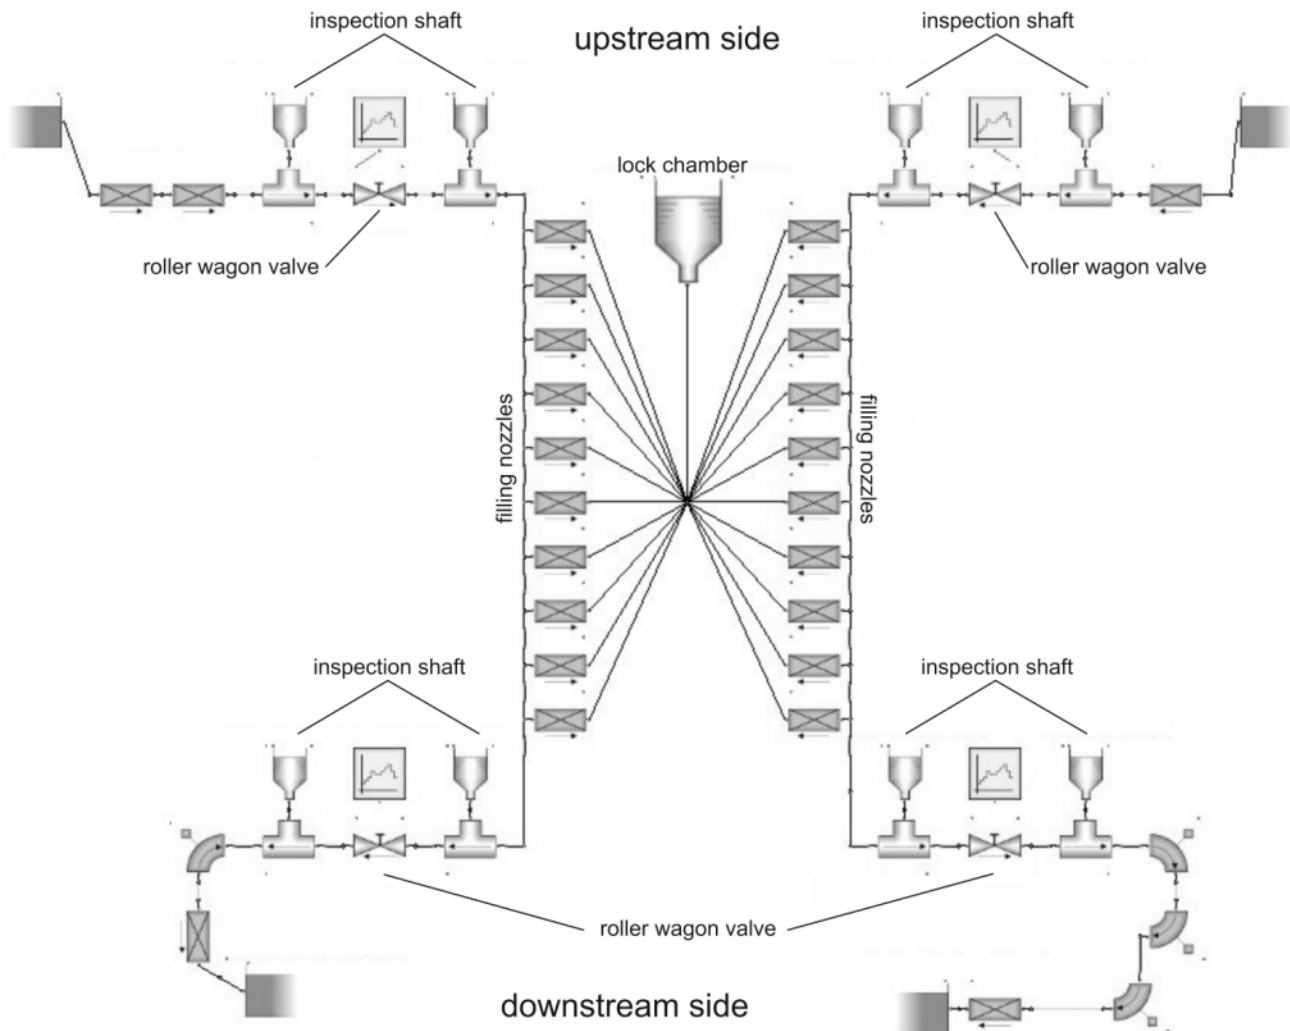 inspection shaft
inspection shaft
upstream side
lock chamber
roller wagon valve
roller wagon valve
filling nozzles
filling nozzles
inspection shaft
inspection shaft
roller wagon valve
downstream side